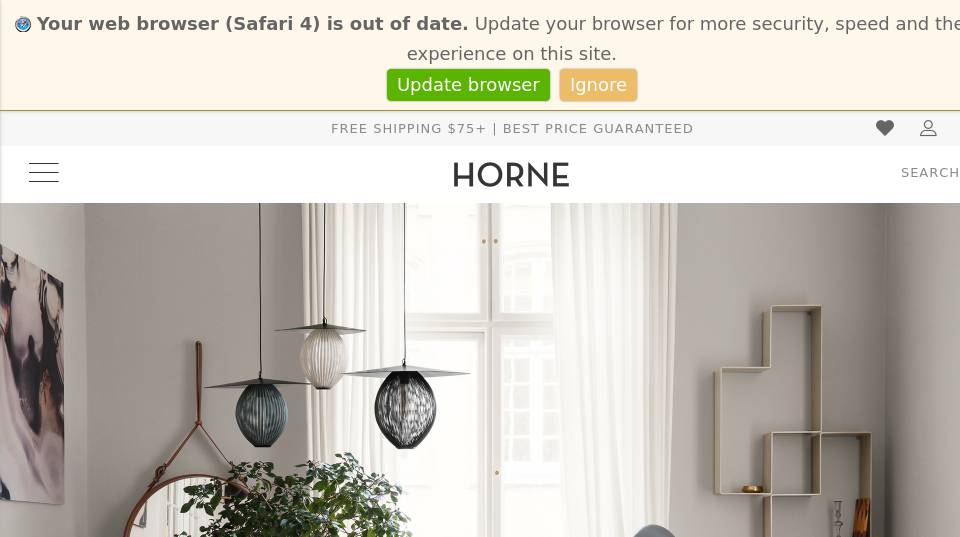 Your web browser (Safari 4) is out of date. Update your browser for more security, speed and the
experience on this site.
Update browser
Ignore
FREE SHIPPING $75+ | BEST PRICE GUARANTEED
HORNE
SEARCH